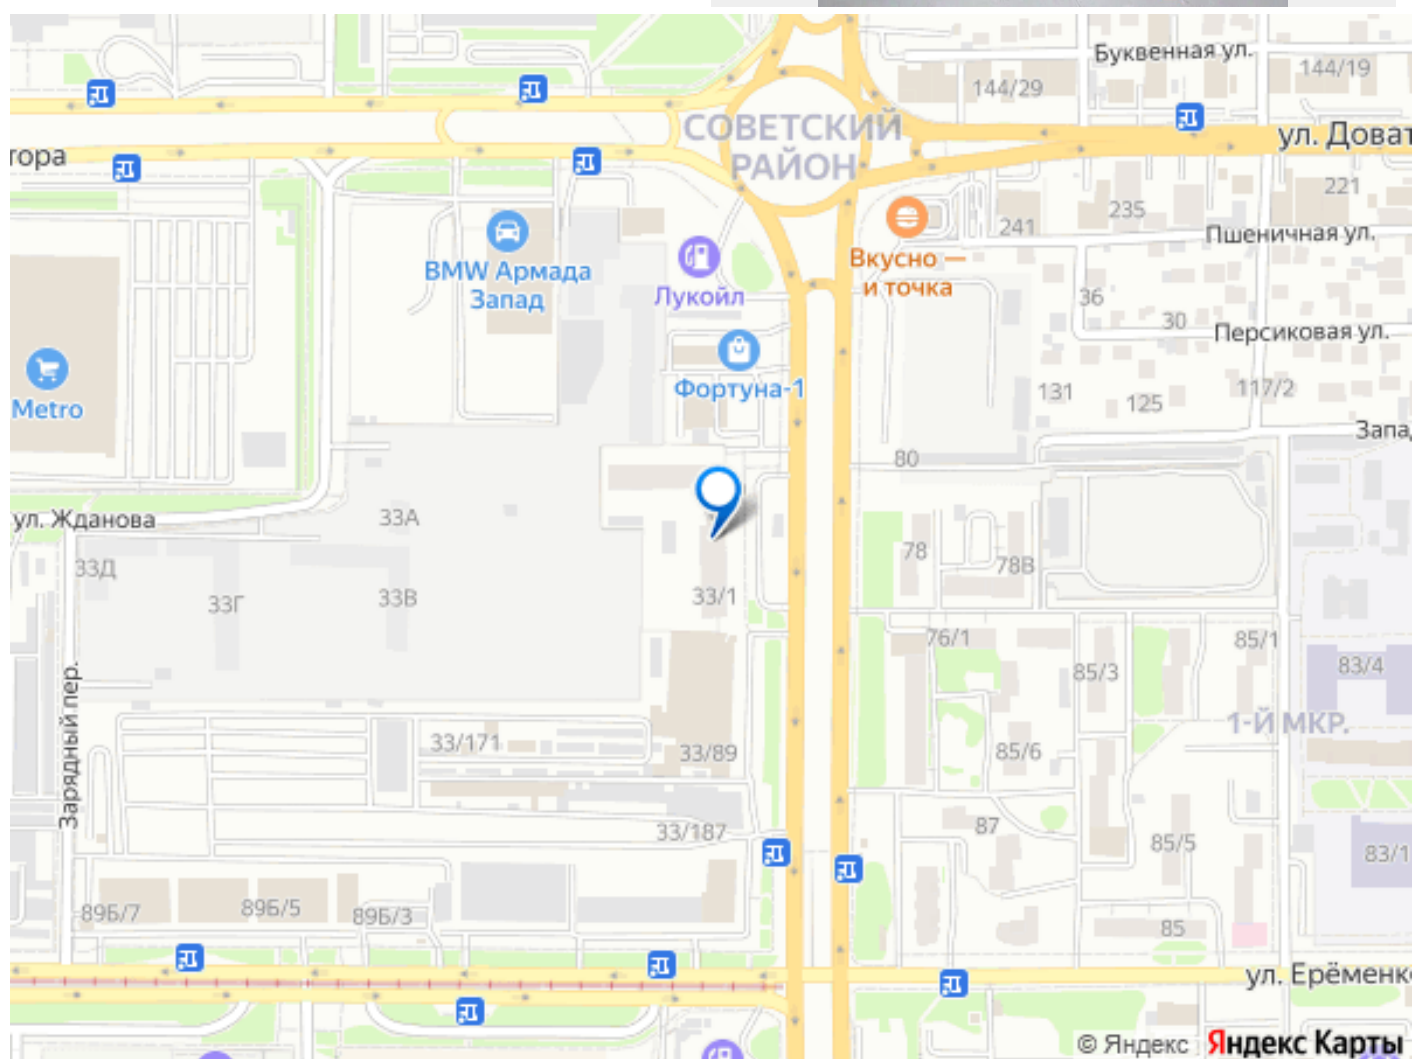 Буквенная ул.
144/19
144/29
СОВЕТСКИЙ
РАЙОН
ул. Доват
тора
221
235
241
Пшеничная ул.
BMW Армада
Запад
Лукойл
Вкусно —
и точка
36
30
Персиковая ул.
Metro
Фортуна-1
131
125
117/2
Запад
80
ул. Жданова
33А
33Д
33Г
33В
33/1
78
78В
76/1
85/1
85/3
83/4
Зарядный пер.
1-Й МКР.
33/171
33/89
85/6
33/187
87
85/5
83/1
89Б/7
89Б/5
89Б/3
85
ул. Ерёменк
© Яндекс Яндекс Карты